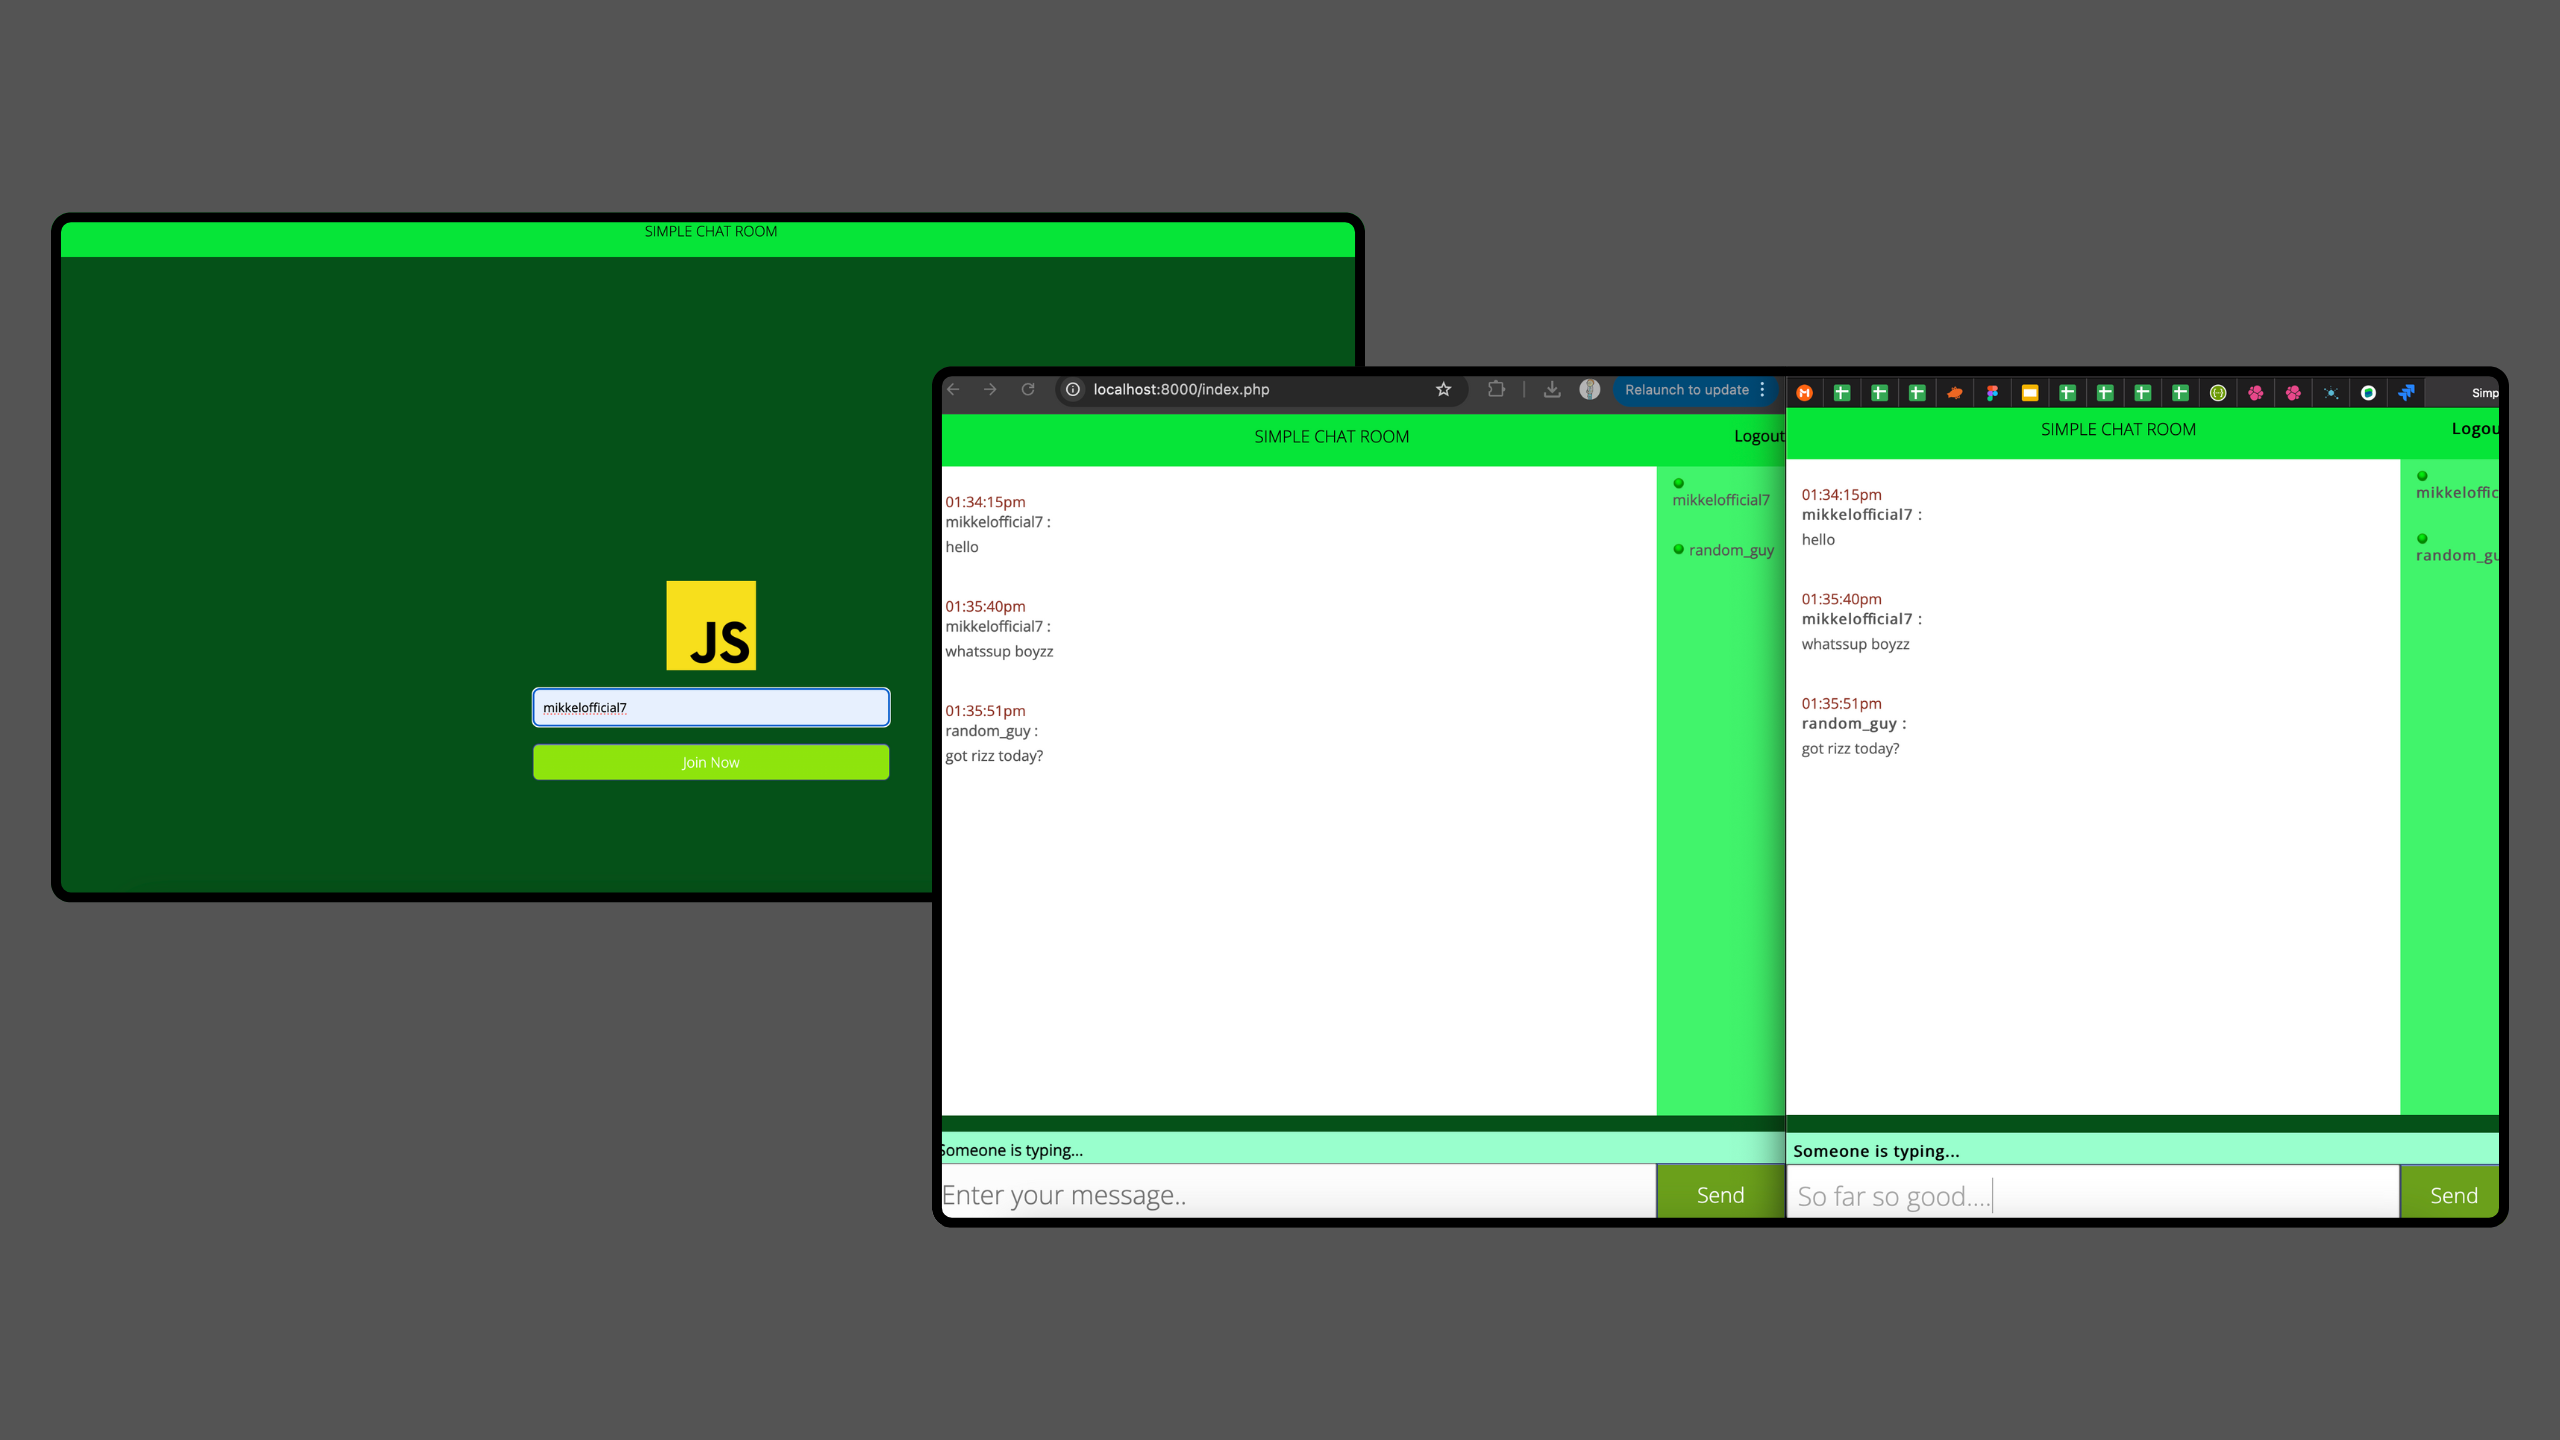 SIMPLE CHAT ROOM
JS
mikkelofficial7
Join Now
localhost:8000/index.php
Relaunch to update
SIMPLE CHAT ROOM
Logout
01:34:15pm
mikkelofficial7 :
hello
01:35:40pm
mikkelofficial7 :
whatssup boyzz
01:35:51pm
random_guy :
got rizz today?
mikkelofficial7
random_guy
Someone is typing...
Enter your message..
Send
Simp
SIMPLE CHAT ROOM
Logou
01:34:15pm
mikkelofficial7 :
hello
01:35:40pm
mikkelofficial7 :
whatssup boyzz
01:35:51pm
random_guy :
got rizz today?
mikkeloffic
random_gu
Someone is typing...
So far so good....
Send